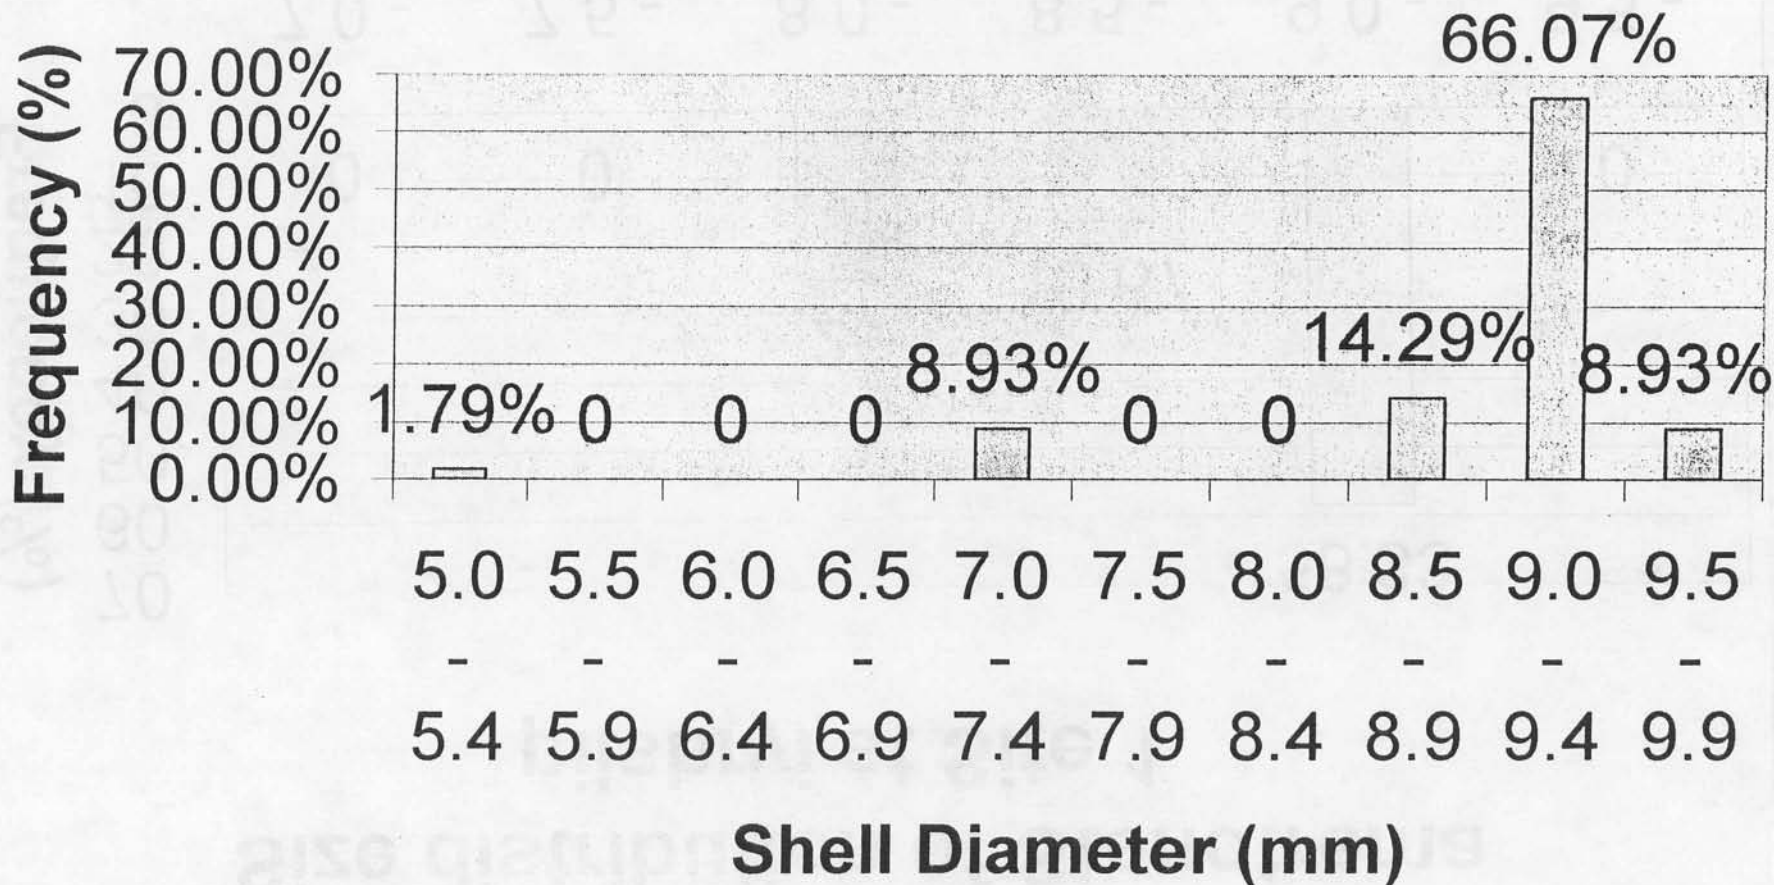 66.07%
Frequency (%)
70.00%
60.00%
50.00%
40.00%
30.00%
20.00%
10.00%
0.00%
1.79% 0 0 0 8.93% 0 0 14.29% 8.93%
5.0 5.5 6.0 6.5 7.0 7.5 8.0 8.5 9.0 9.5
- - - - - - - - - -
5.4 5.9 6.4 6.9 7.4 7.9 8.4 8.9 9.4 9.9
Shell Diameter (mm)